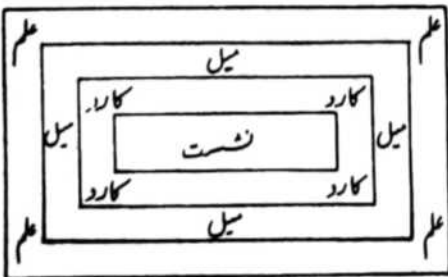 علم علم
میل
کارد کارد
میل نشست میل
کارد کارد
میل
علم علم